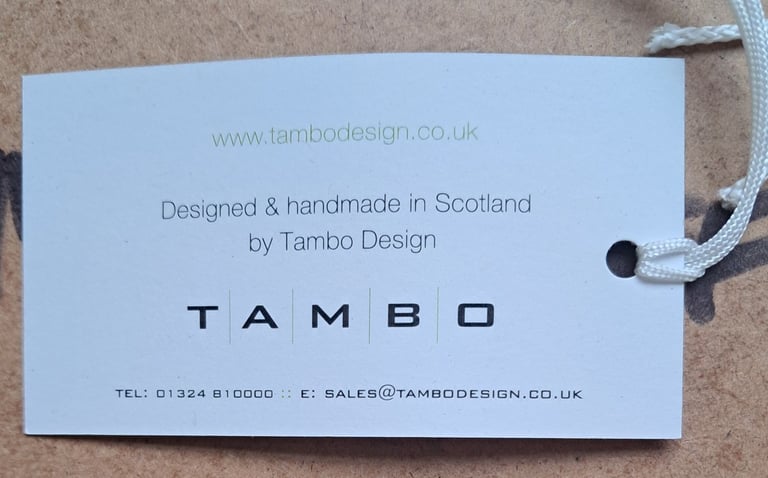 www.tambodesign.co.uk
Designed & handmade in Scotland
by Tambo Design
TAMBO
TEL: 01324 810000 :: E: SALES@TAMBODESIGN.CO.UK